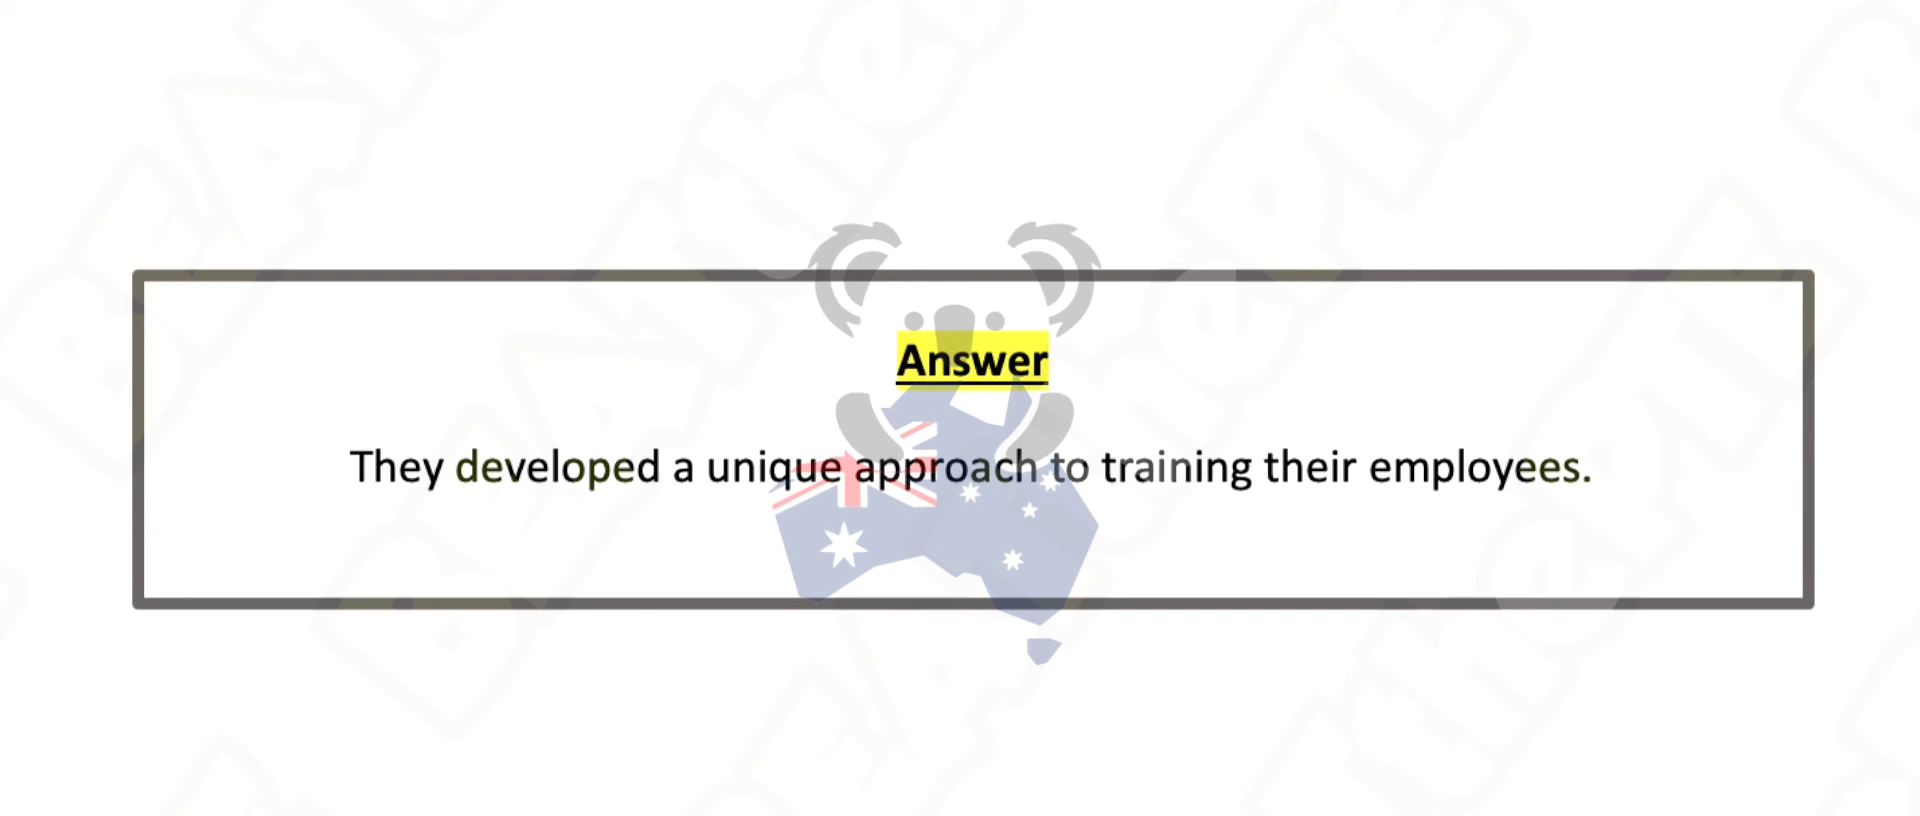 Answer
They developed a unique approach to training their employees.